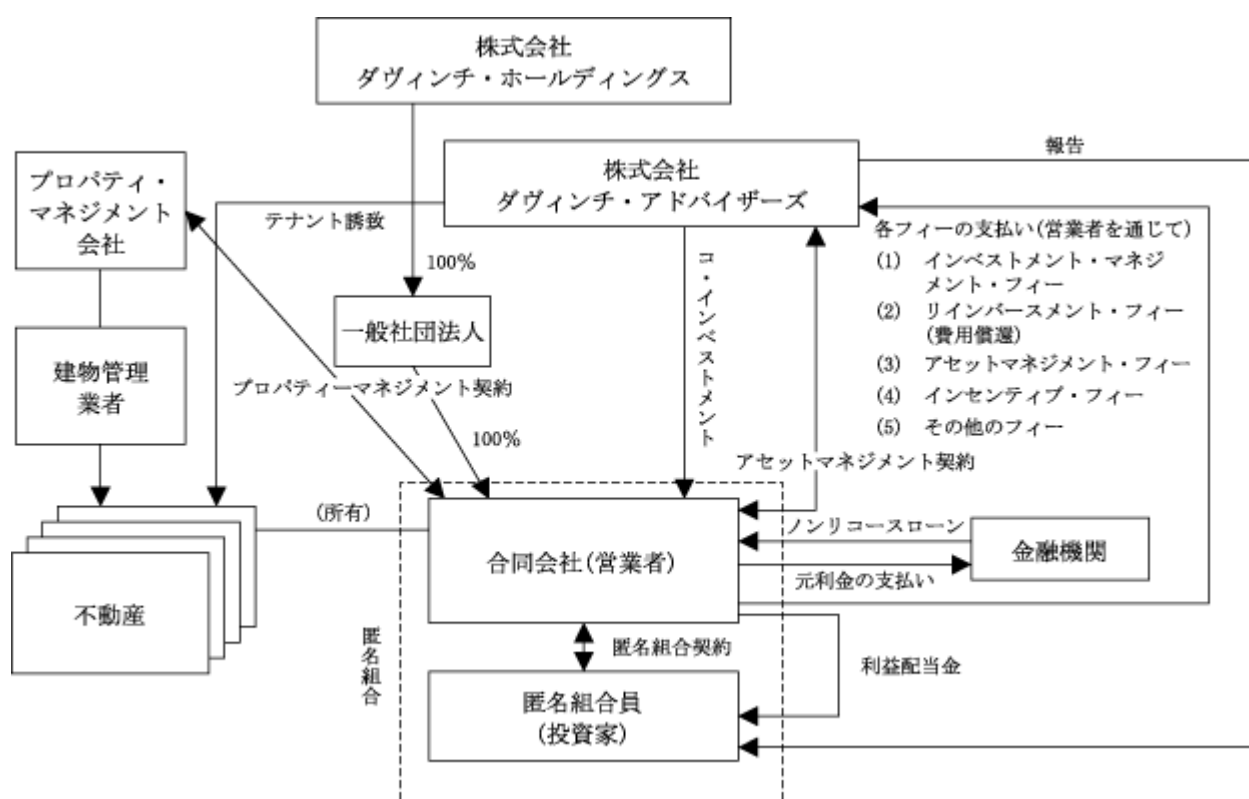 株式会社
ダヴィンチ・ホールディングス
報告
株式会社
ダヴィンチ・アドバイザーズ
プロパティ・
マネジメント
会社
テナント誘致
各フィーの支払い(営業者を通じて)
(1) インベストメント・マネジ
メント・フィー
(2) リインバースメント・フィー
(費用償還)
(3) アセットマネジメント・フィー
(4) インセンティブ・フィー
(5) その他のフィー
100%
コ・インベストメント
一般社団法人
建物管理
業者
プロパティーマネジメント契約
100%
アセットマネジメント契約
(所有)
ノンリコースローン
合同会社(営業者)
金融機関
元利金の支払い
不動産
匿名組合
匿名組合契約
利益配当金
匿名組合員
(投資家)